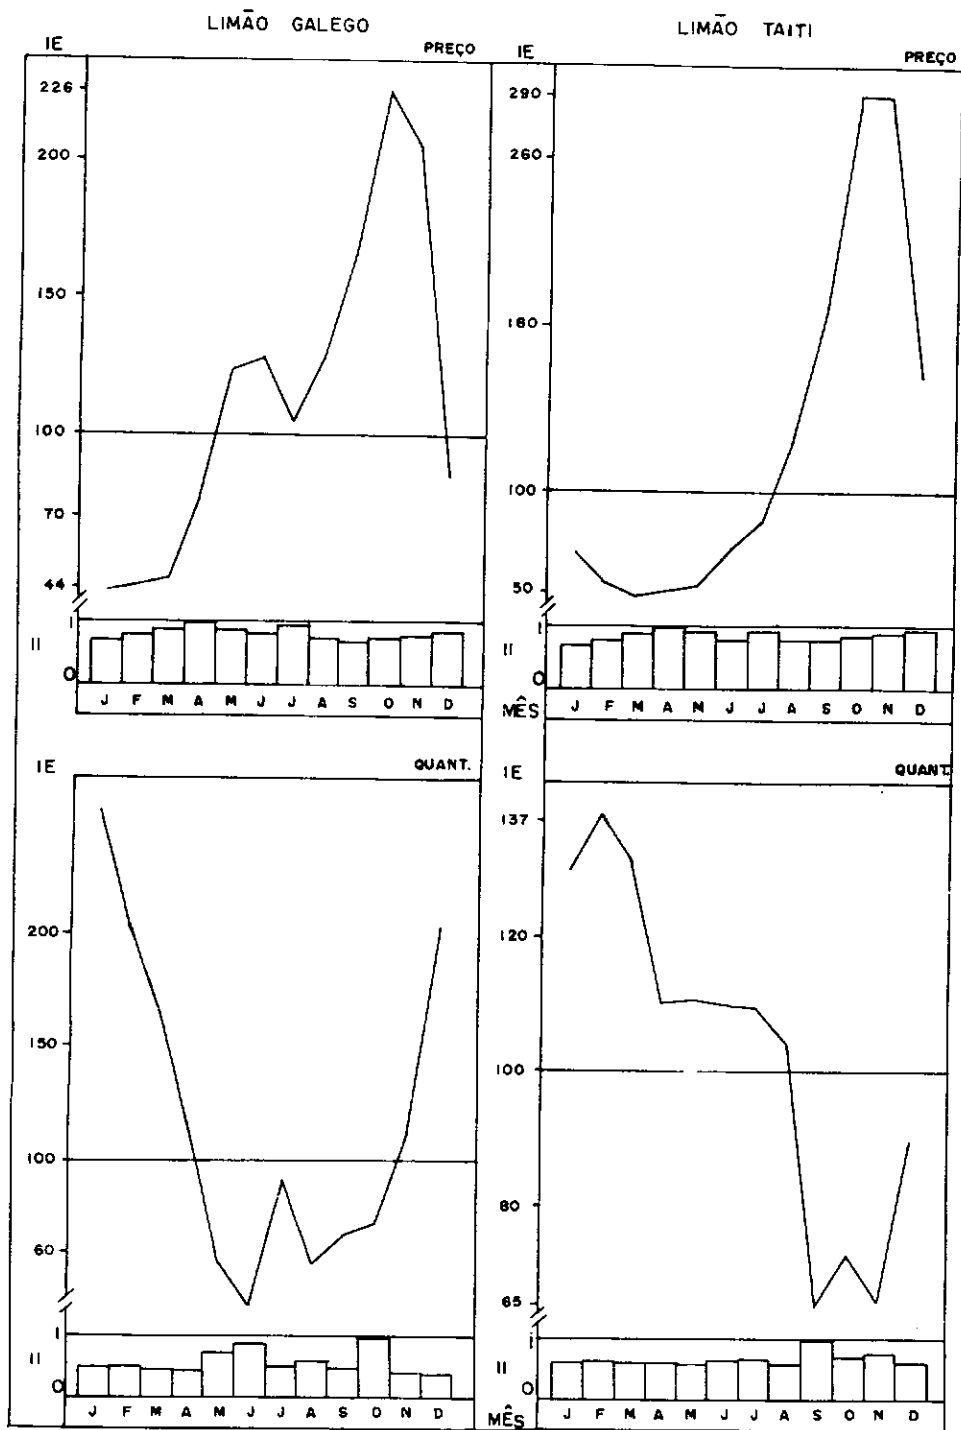 LIMÃO GALEGO
LIMÃO TAITI
IE
PREÇO
226
200
150
100
70
44
II
1
0
J F M A M J J A S O N D
MÊS
IE
PREÇO
290
260
180
100
50
II
1
0
J F M A M J J A S O N D
IE
QUANT.
200
150
100
60
II
1
0
J F M A M J J A S O N D
MÊS
IE
QUANT.
137
120
100
80
65
II
1
0
J F M A M J J A S O N D